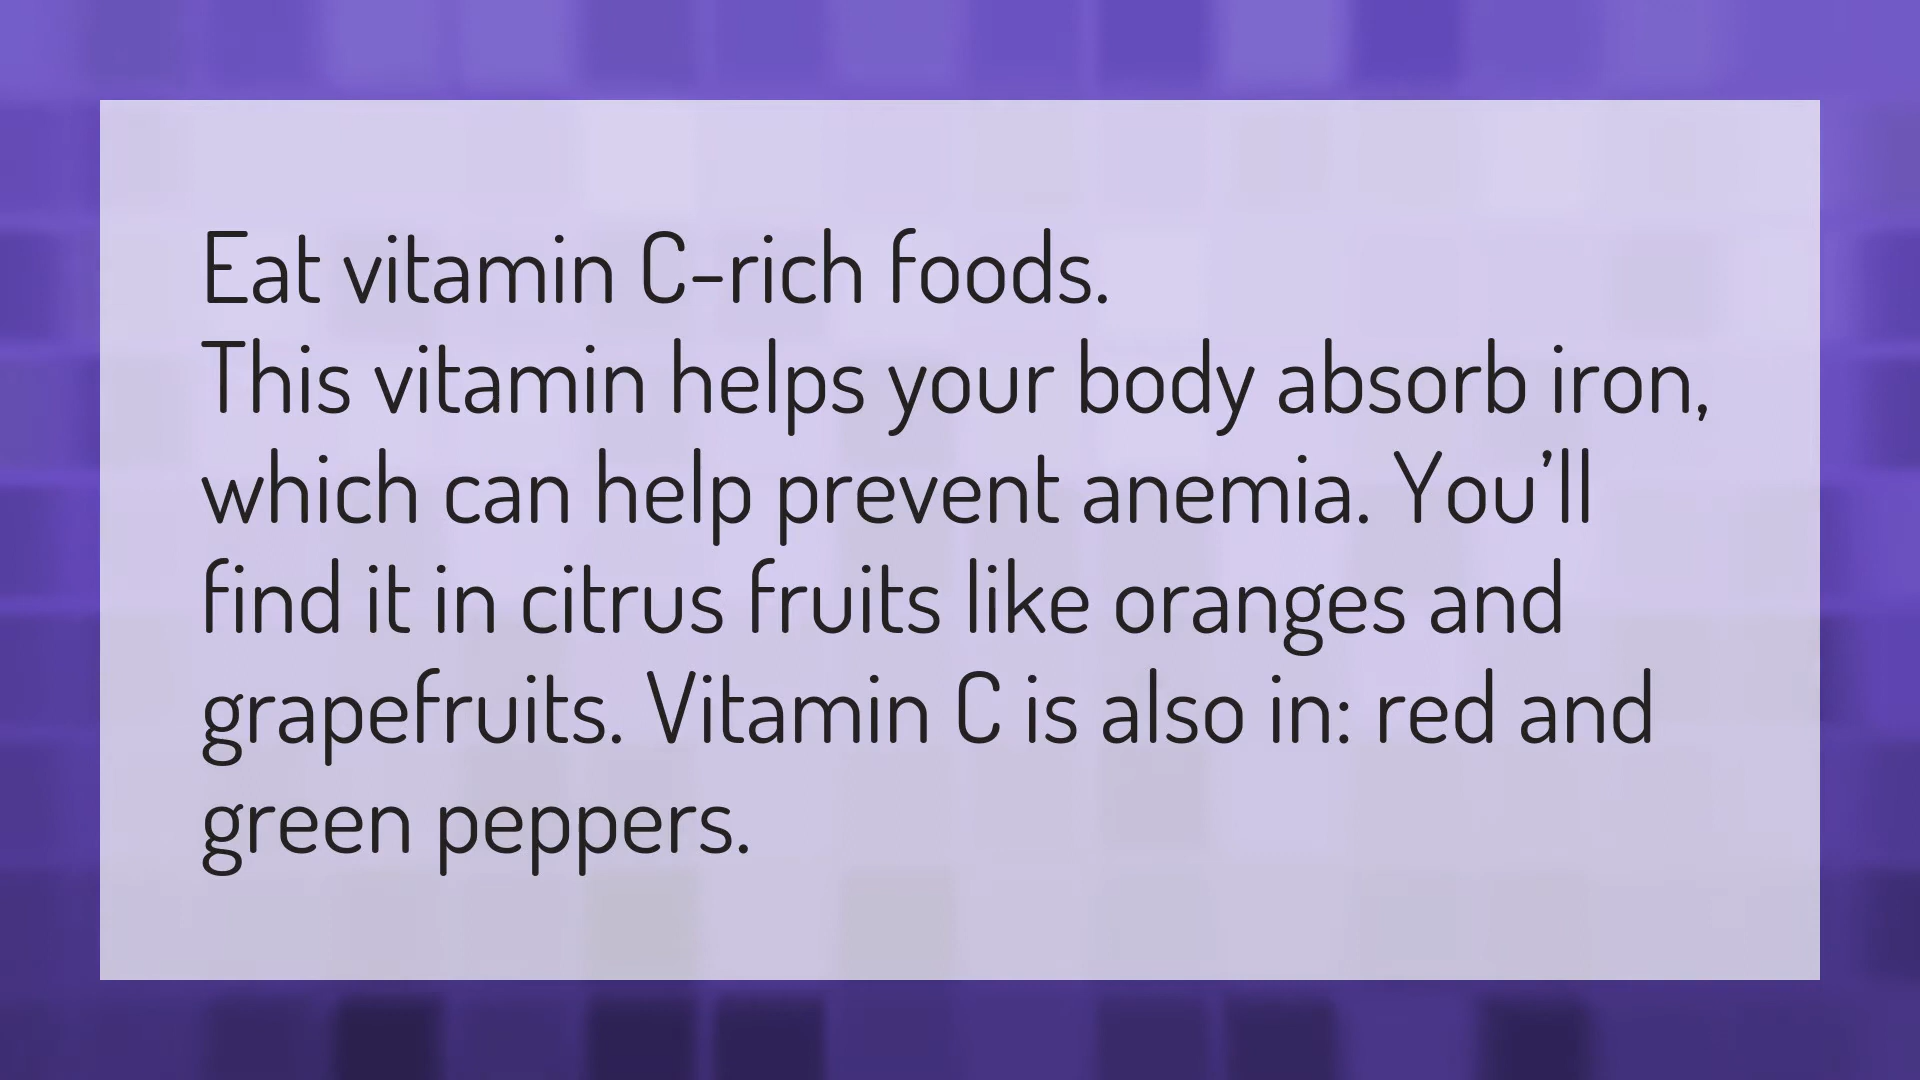 Eat vitamin C-rich foods.
This vitamin helps your body absorb iron,
which can help prevent anemia. You’ll
find it in citrus fruits like oranges and
grapefruits. Vitamin C is also in: red and
green peppers.